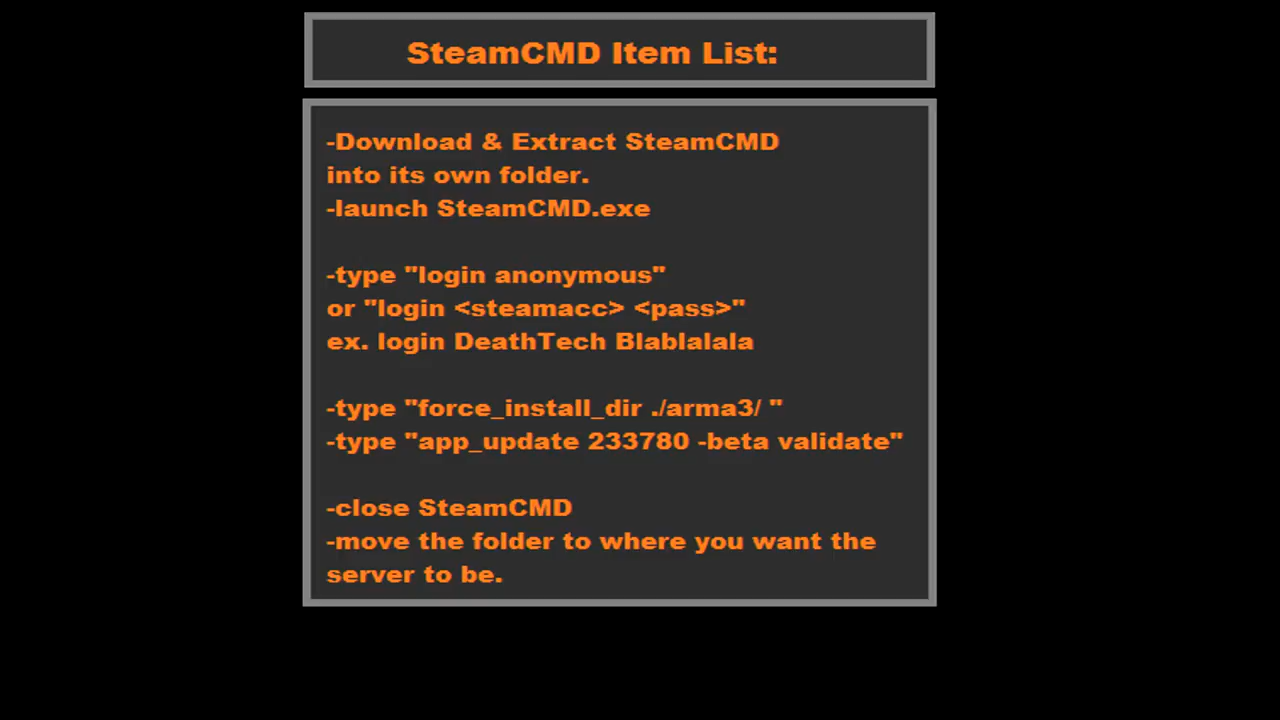 SteamCMD Item List:
-Download & Extract SteamCMD
into its own folder.
-launch SteamCMD.exe
-type "login anonymous"
or "login <steamacc> <pass>"
ex. login DeathTech Blablalala
-type "force_install_dir ./arma3/ "
-type "app_update 233780 -beta validate"
-close SteamCMD
-move the folder to where you want the
server to be.